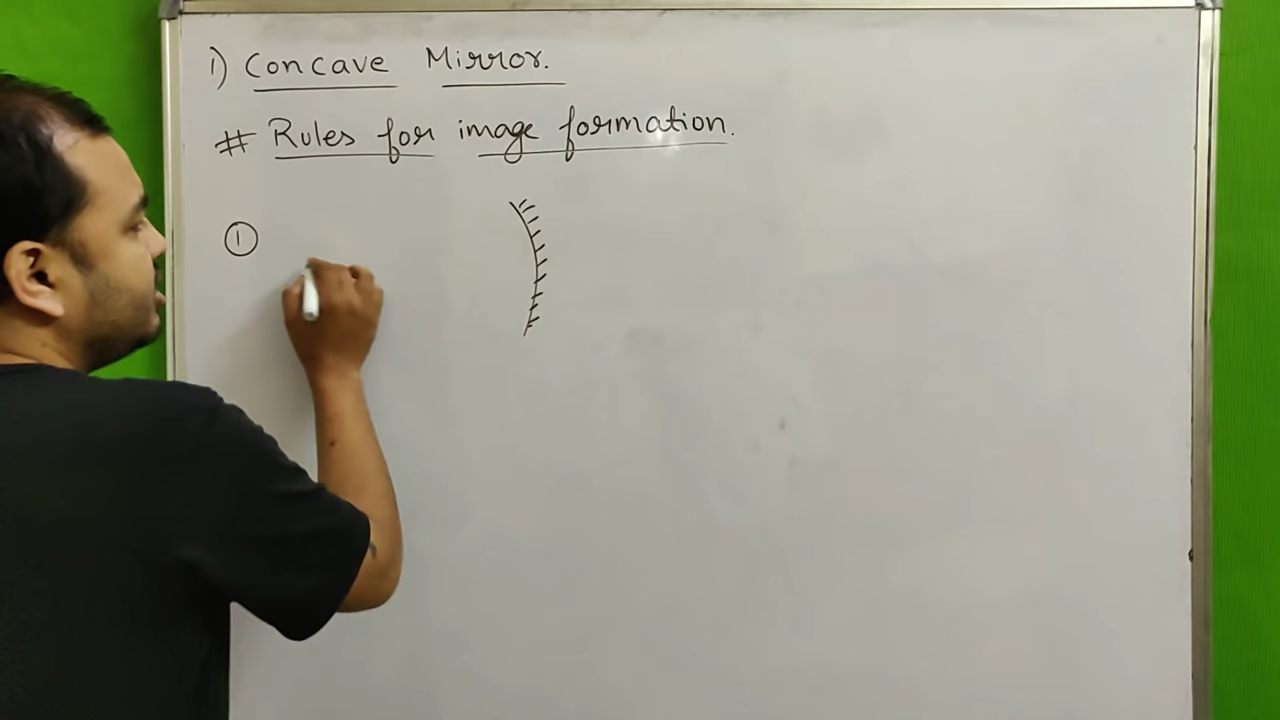 1) Concave Mirror.
# Rules for image formation.
①